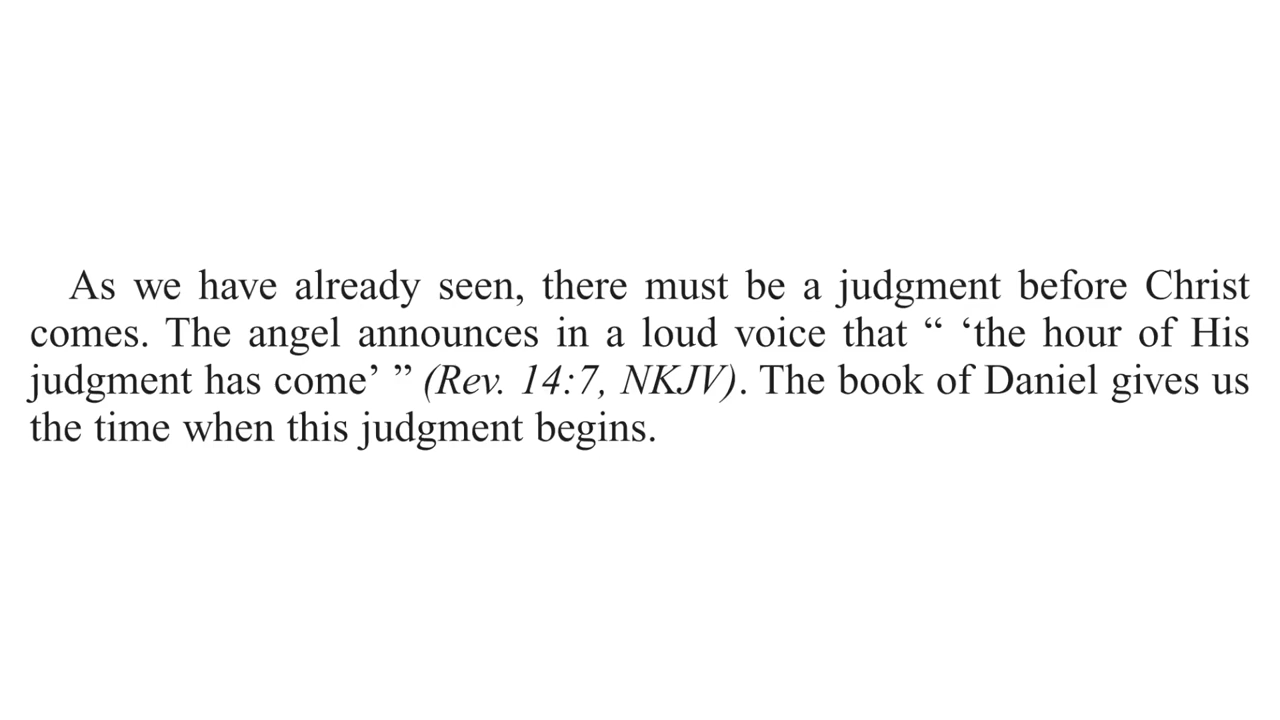 As we have already seen, there must be a judgment before Christ
comes. The angel announces in a loud voice that “ ‘the hour of His
judgment has come’ ” (Rev. 14:7, NKJV). The book of Daniel gives us
the time when this judgment begins.